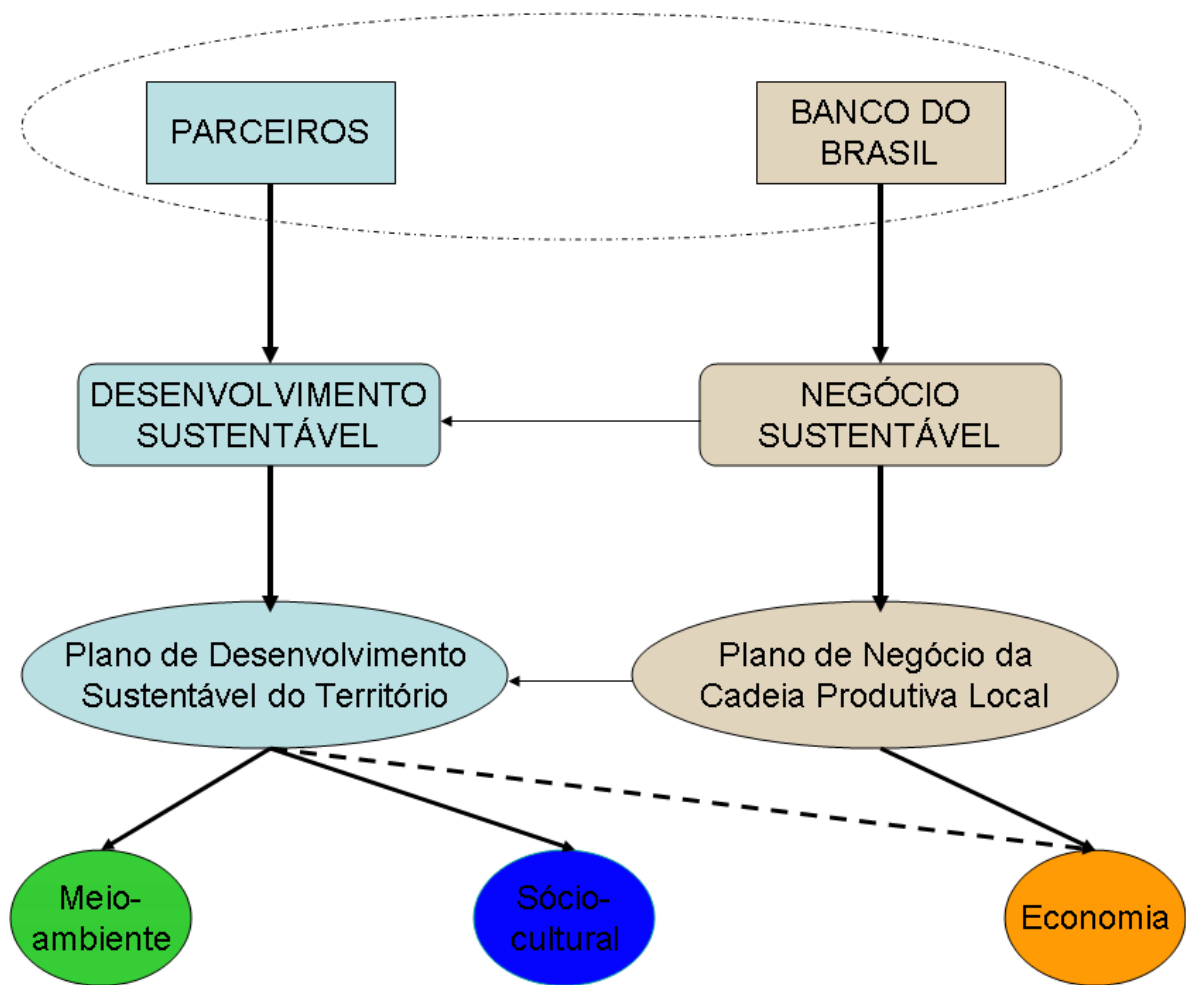 PARCEIROS
BANCO DO
BRASIL
DESENVOLVIMENTO
SUSTENTÁVEL
NEGÓCIO
SUSTENTÁVEL
Plano de Desenvolvimento
Sustentável do Território
Plano de Negócio da
Cadeia Produtiva Local
Meio-
ambiente
Sócio-
cultural
Economia